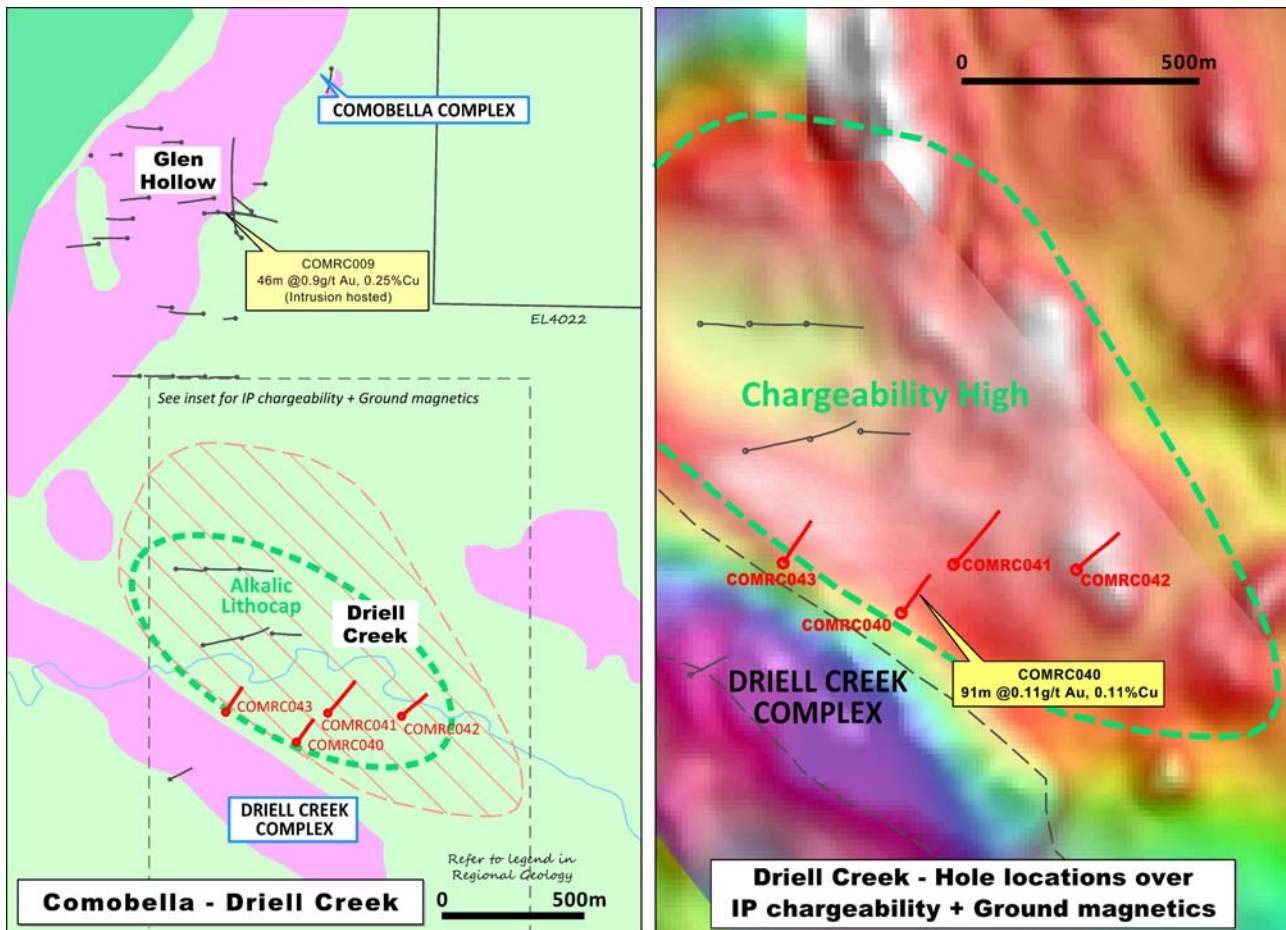 COMOBELLA COMPLEX
Glen
Hollow
COMRC009
46m @0.9g/t Au, 0.25%Cu
(Intrusion hosted)
EL4022
See inset for IP chargeability + Ground magnetics
Alkalic
Lithocap
Driell
Creek
COMRC043
COMRC041
COMRC042
COMRC040
DRIELL CREEK
COMPLEX
Refer to legend in
Regional Geology
Comobella - Driell Creek
0 500m
0 500m
Chargeability High
COMRC043
COMRC041
COMRC042
COMRC040
COMRC040
91m @0.11g/t Au, 0.11%Cu
DRIELL CREEK
COMPLEX
Driell Creek - Hole locations over
IP chargeability + Ground magnetics